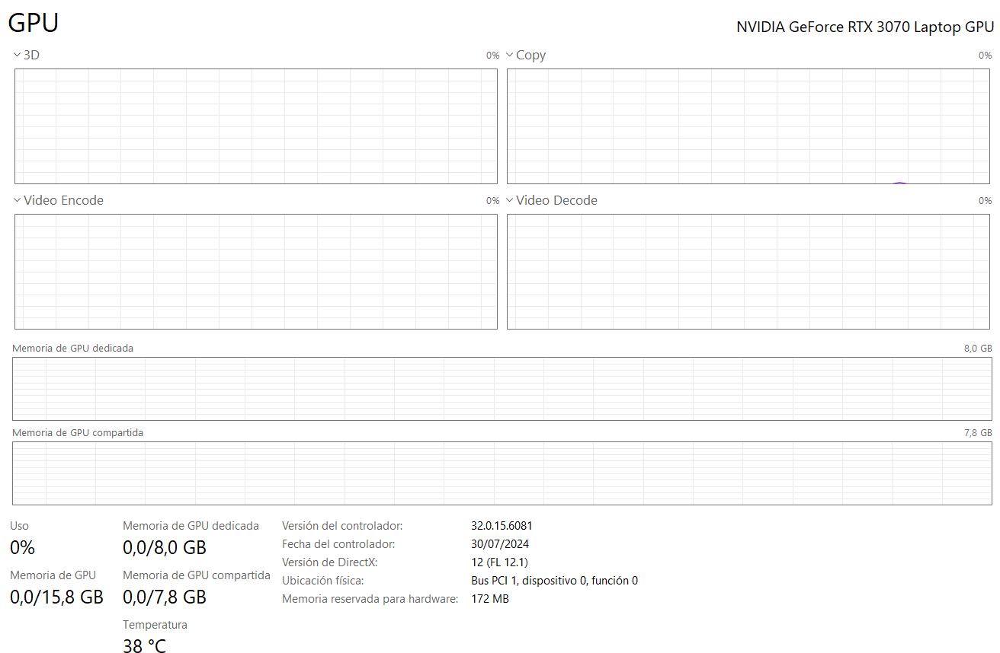 GPU
NVIDIA GeForce RTX 3070 Laptop GPU
3D 0%
Copy 0%
Video Encode 0%
Video Decode 0%
Memoria de GPU dedicada 8,0 GB
Memoria de GPU compartida 7,8 GB
Uso
0%
Memoria de GPU
0,0/15,8 GB
Memoria de GPU dedicada
0,0/8,0 GB
Memoria de GPU compartida
0,0/7,8 GB
Temperatura
38 °C
Versión del controlador: 32.0.15.6081
Fecha del controlador: 30/07/2024
Versión de DirectX: 12 (FL 12.1)
Ubicación física: Bus PCI 1, dispositivo 0, función 0
Memoria reservada para hardware: 172 MB